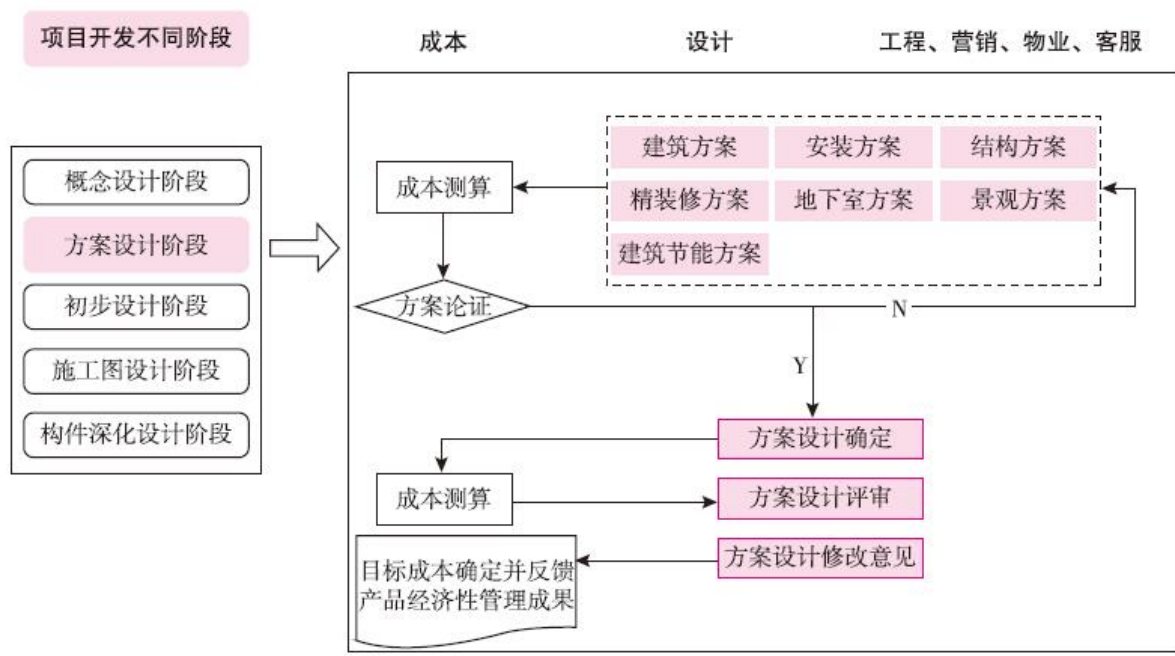 项目开发不同阶段
成本
设计
工程、营销、物业、客服
概念设计阶段
方案设计阶段
初步设计阶段
施工图设计阶段
构件深化设计阶段
建筑方案
安装方案
结构方案
成本测算
精装修方案
地下室方案
景观方案
建筑节能方案
方案论证
N
Y
方案设计确定
成本测算
方案设计评审
方案设计修改意见
目标成本确定并反馈
产品经济性管理成果